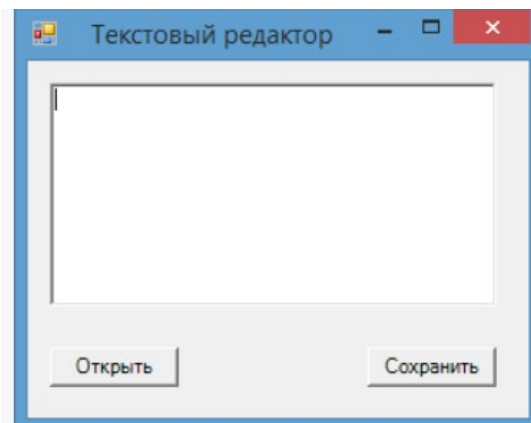 Текстовый редактор
Открыть
Сохранить